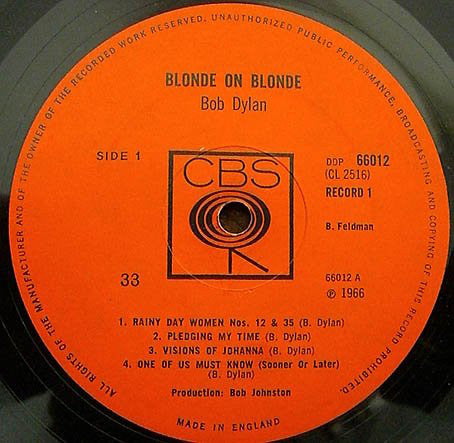 ALL RIGHTS OF THE MANUFACTURER AND OF THE OWNER OF THE RECORDED WORK RESERVED. UNAUTHORIZED PUBLIC PERFORMANCE, BROADCASTING AND COPYING OF THIS RECORD PROHIBITED.
BLONDE ON BLONDE
Bob Dylan
SIDE 1
CBS
DDP 66012
(CL 2516)
RECORD 1
B. Feldman
33
66012 A
℗ 1966
1. RAINY DAY WOMEN Nos. 12 & 35 (B. Dylan)
2. PLEDGING MY TIME (B. Dylan)
3. VISIONS OF JOHANNA (B. Dylan)
4. ONE OF US MUST KNOW (Sooner Or Later)
(B. Dylan)
Production: Bob Johnston
MADE IN ENGLAND